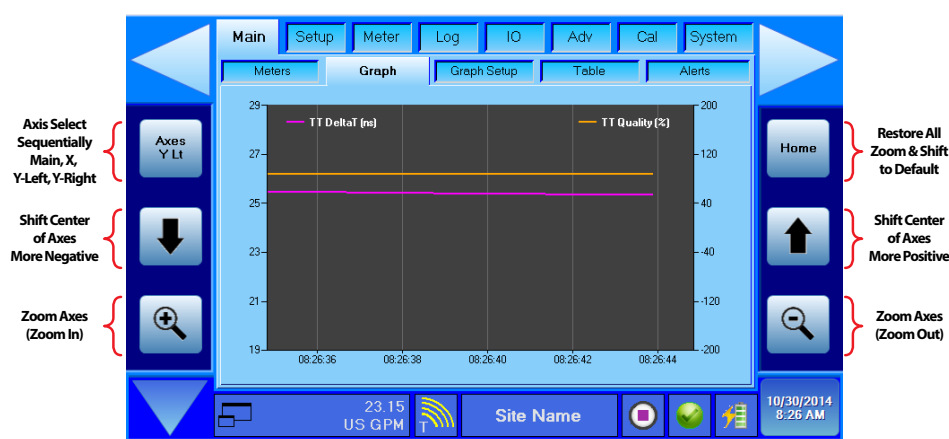 Main Setup Meter Log IO Adv Cal System
Meters Graph Graph Setup Table Alerts
Axis Select
Sequentially
Main, X,
Y-Left, Y-Right
Axes
Y Lt
Shift Center
of Axes
More Negative
Zoom Axes
(Zoom In)
TT DeltaT (ns)
TT Quality (%)
29
27
25
23
21
19
200
120
40
-40
-120
-200
08:26:36 08:26:38 08:26:40 08:26:42 08:26:44
Home
Restore All
Zoom & Shift
to Default
Shift Center
of Axes
More Positive
Zoom Axes
(Zoom Out)
23.15
US GPM
T
Site Name
10/30/2014
8:26 AM